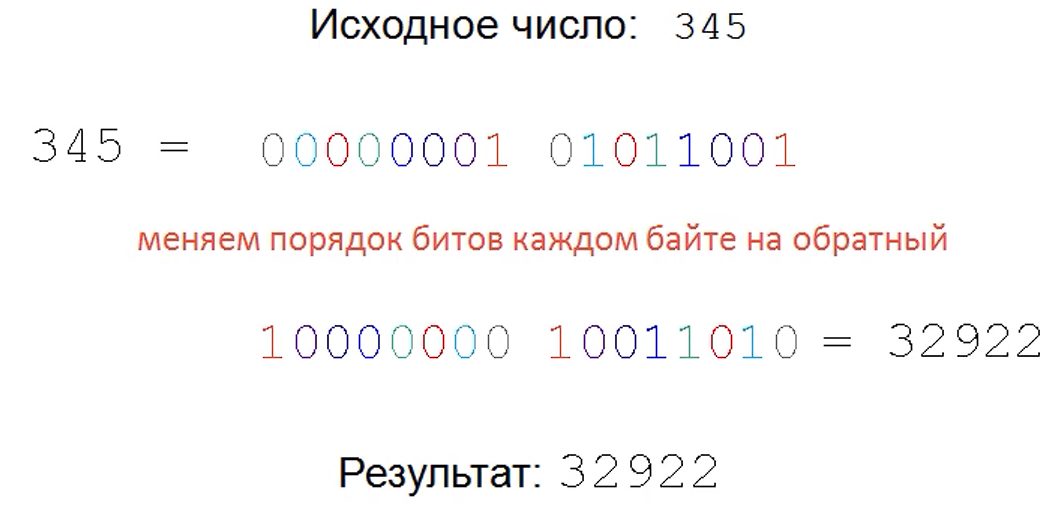 Исходное число: 345
345 = 00000001 01011001
меняем порядок битов каждом байте на обратный
10000000 10011010 = 32922
Результат: 32922